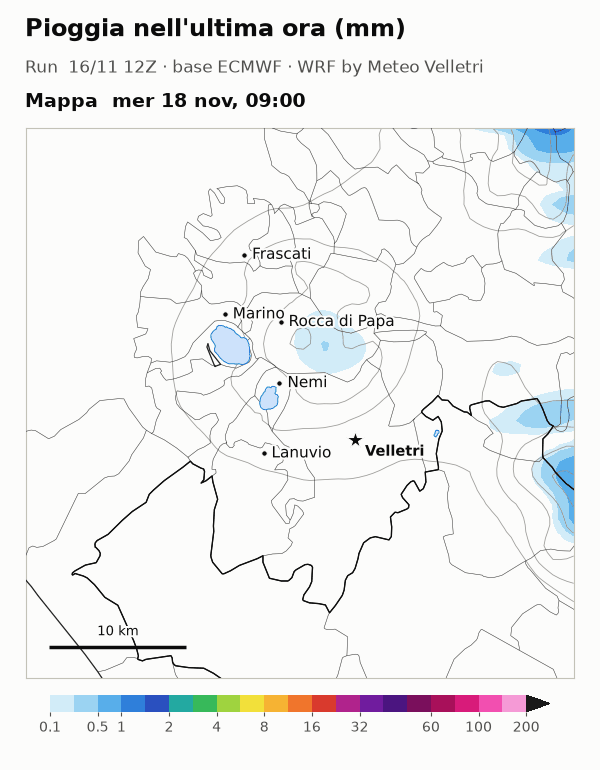 Pioggia nell'ultima ora (mm)
Run  16/11 12Z · base ECMWF · WRF by Meteo Velletri
Mappa  mer 18 nov, 09:00
Frascati
Marino
Rocca di Papa
Nemi
Velletri
Lanuvio
10 km
0.1 0.5 1 2 4 8 16 32 60 100 200